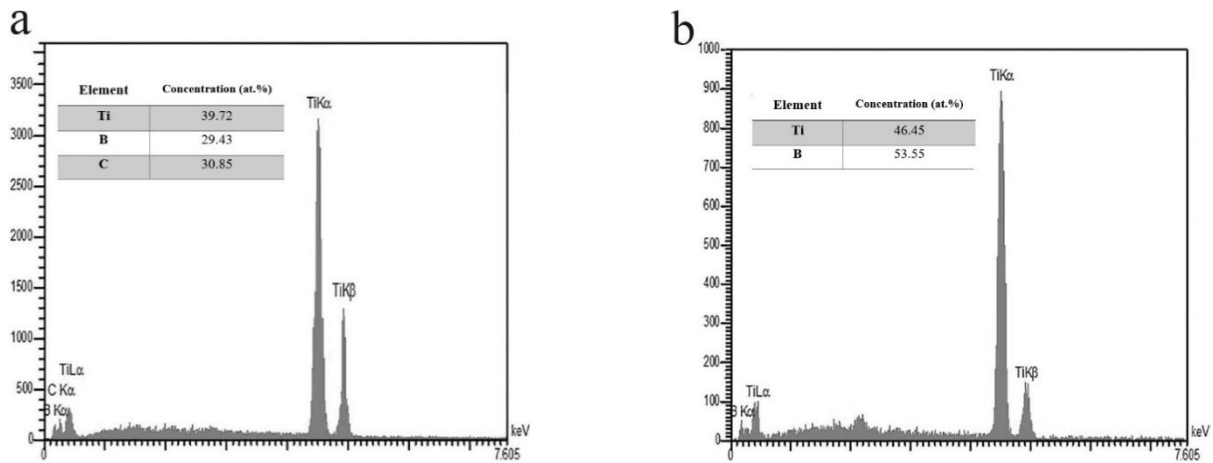 a
3500
3000
2500
2000
1500
1000
500
0
Element Concentration (at.%)
Ti 39.72
B 29.43
C 30.85
TiKα
TiKβ
TiLα
C Kα
B Kα
keV
0
7.605
b
1000
900
800
700
600
500
400
300
200
100
0
Element Concentration (at.%)
Ti 46.45
B 53.55
TiKα
TiKβ
TiLα
B Kα
keV
0
7.605